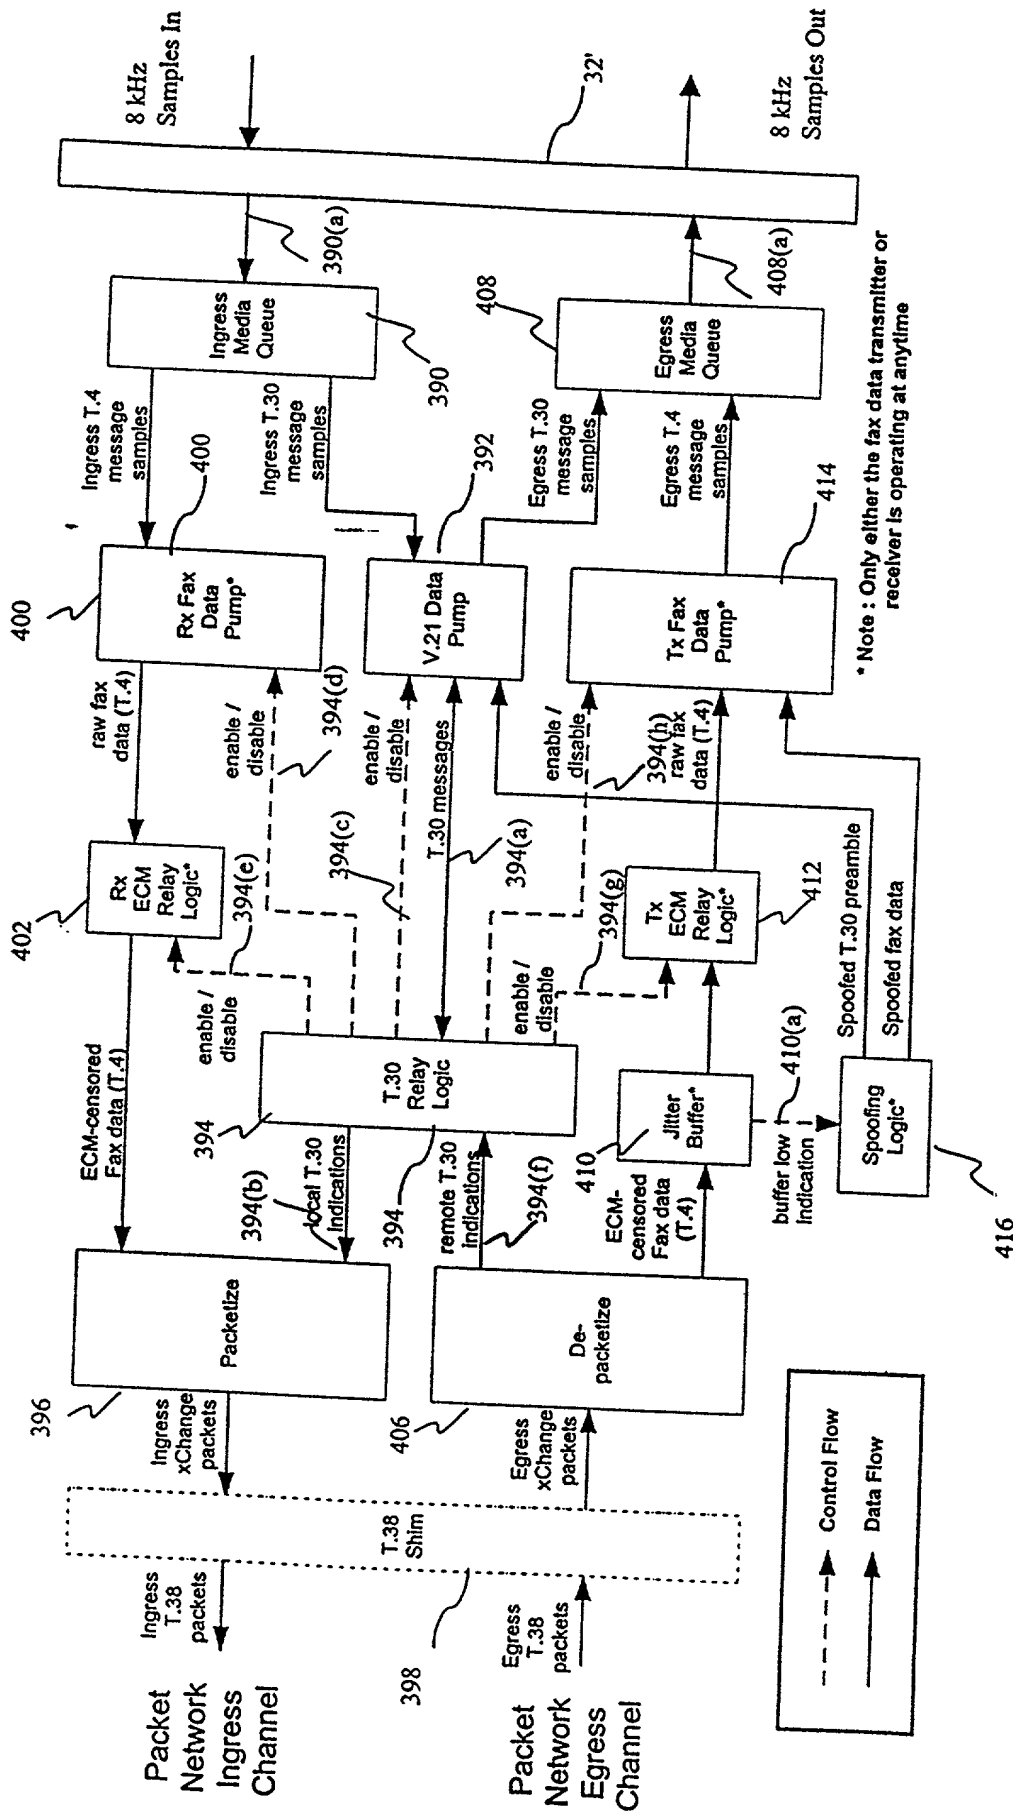 8 kHz
Samples In
32'
8 kHz
Samples Out
390(a)
Ingress
Media
Queue
390
408(a)
408
Egress
Media
Queue
Ingress T.4
message
samples
Ingress T.30
message
samples
Egress T.30
message
samples
Egress T.4
message
samples
400
400
Rx Fax
Data
Pump*
392
V.21 Data
Pump
414
Tx Fax
Data
Pump*
* Note : Only either the fax data transmitter or
receiver is operating at anytime
raw fax
data (T.4)
enable /
disable
394(d)
enable /
disable
394(c)
T.30 messages
394(a)
enable /
disable
394(h)
raw fax
data (T.4)
402
Rx
ECM
Relay
Logic*
394(e)
enable /
disable
394(g)
enable /
disable
Tx
ECM
Relay
Logic*
412
Spoofed T.30 preamble
Spoofed fax data
ECM-censored
Fax data (T.4)
394
T.30
Relay
Logic
394
394(b)
local T.30
Indications
remote T.30
Indications
394(f)
410
Jitter
Buffer*
ECM-
censored
Fax data
(T.4)
410(a)
buffer low
Indication
Spoofing
Logic*
416
Packetize
396
De-
packetize
406
Ingress
xChange
packets
Egress
xChange
packets
T.38
Shim
398
Ingress
T.38
packets
Egress
T.38
packets
Packet
Network
Ingress
Channel
Packet
Network
Egress
Channel
Control Flow
Data Flow